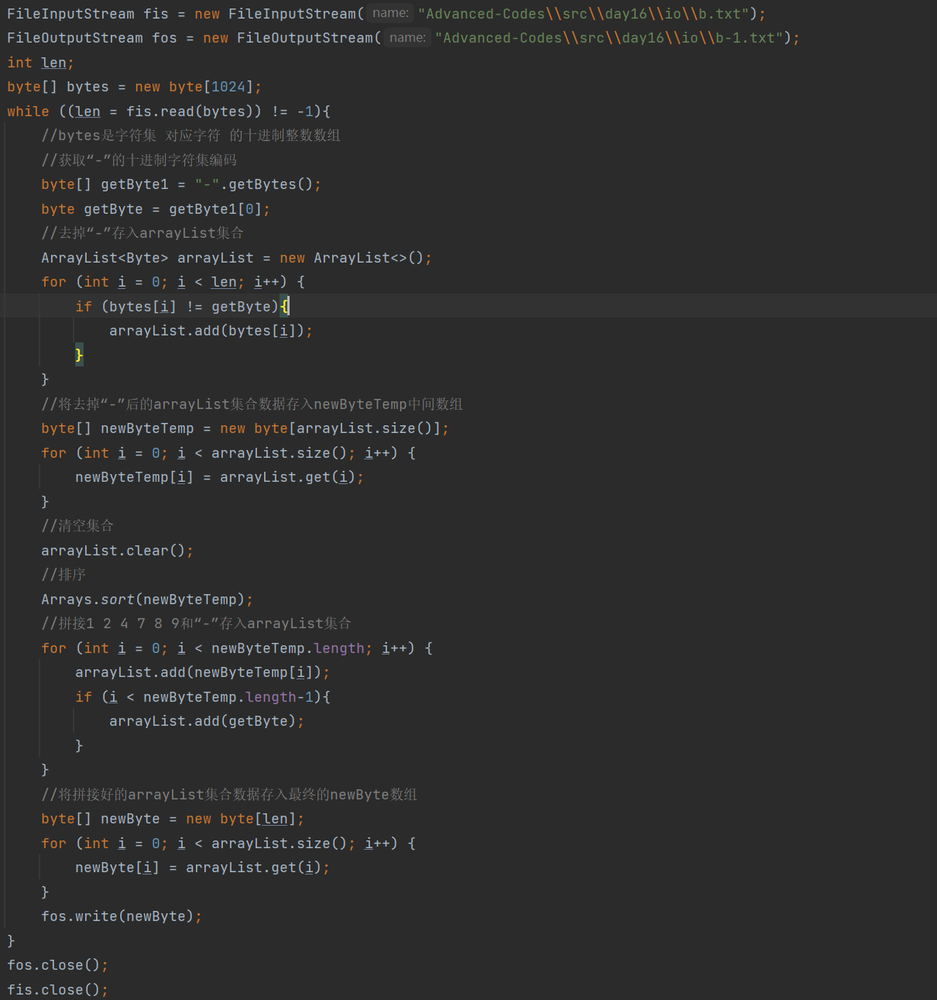 FileInputStream fis = new FileInputStream( name: "Advanced-Codes\\src\\day16\\io\\b.txt");
FileOutputStream fos = new FileOutputStream( name: "Advanced-Codes\\src\\day16\\io\\b-1.txt");
int len;
byte[] bytes = new byte[1024];
while ((len = fis.read(bytes)) != -1){
//bytes是字符集 对应字符 的十进制整数数组
//获取“-”的十进制字符集编码
byte[] getByte1 = "-".getBytes();
byte getByte = getByte1[0];
//去掉“-”存入arrayList集合
ArrayList<Byte> arrayList = new ArrayList<>();
for (int i = 0; i < len; i++) {
if (bytes[i] != getByte){
arrayList.add(bytes[i]);
}
}
//将去掉“-”后的arrayList集合数据存入newByteTemp中间数组
byte[] newByteTemp = new byte[arrayList.size()];
for (int i = 0; i < arrayList.size(); i++) {
newByteTemp[i] = arrayList.get(i);
}
//清空集合
arrayList.clear();
//排序
Arrays.sort(newByteTemp);
//拼接1 2 4 7 8 9和“-”存入arrayList集合
for (int i = 0; i < newByteTemp.length; i++) {
arrayList.add(newByteTemp[i]);
if (i < newByteTemp.length-1){
arrayList.add(getByte);
}
}
//将拼接好的arrayList集合数据存入最终的newByte数组
byte[] newByte = new byte[len];
for (int i = 0; i < arrayList.size(); i++) {
newByte[i] = arrayList.get(i);
}
fos.write(newByte);
}
fos.close();
fis.close();